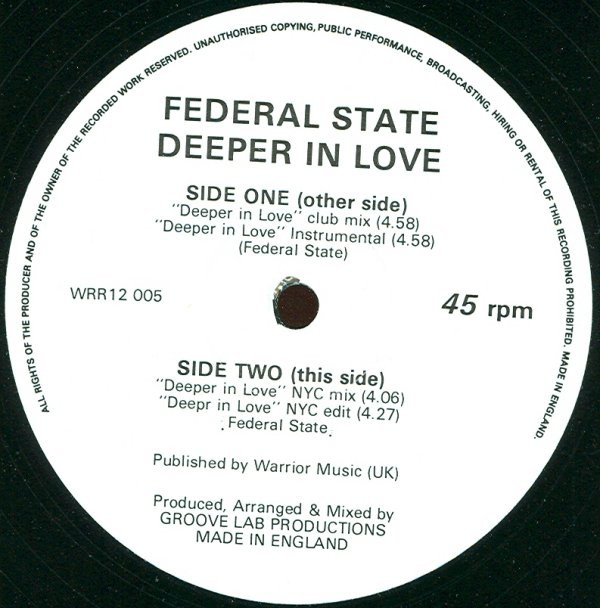 ALL RIGHTS OF THE PRODUCER AND OF THE OWNER OF THE RECORDED WORK RESERVED. UNAUTHORISED COPYING, PUBLIC PERFORMANCE, BROADCASTING, HIRING OR RENTAL OF THIS RECORDING PROHIBITED. MADE IN ENGLAND.
FEDERAL STATE
DEEPER IN LOVE
SIDE ONE (other side)
"Deeper in Love" club mix (4.58)
"Deeper in Love" Instrumental (4.58)
(Federal State)
WRR12 005
45 rpm
SIDE TWO (this side)
"Deeper in Love" NYC mix (4.06)
"Deepr in Love" NYC edit (4.27)
.Federal State.
Published by Warrior Music (UK)
Produced, Arranged & Mixed by
GROOVE LAB PRODUCTIONS
MADE IN ENGLAND